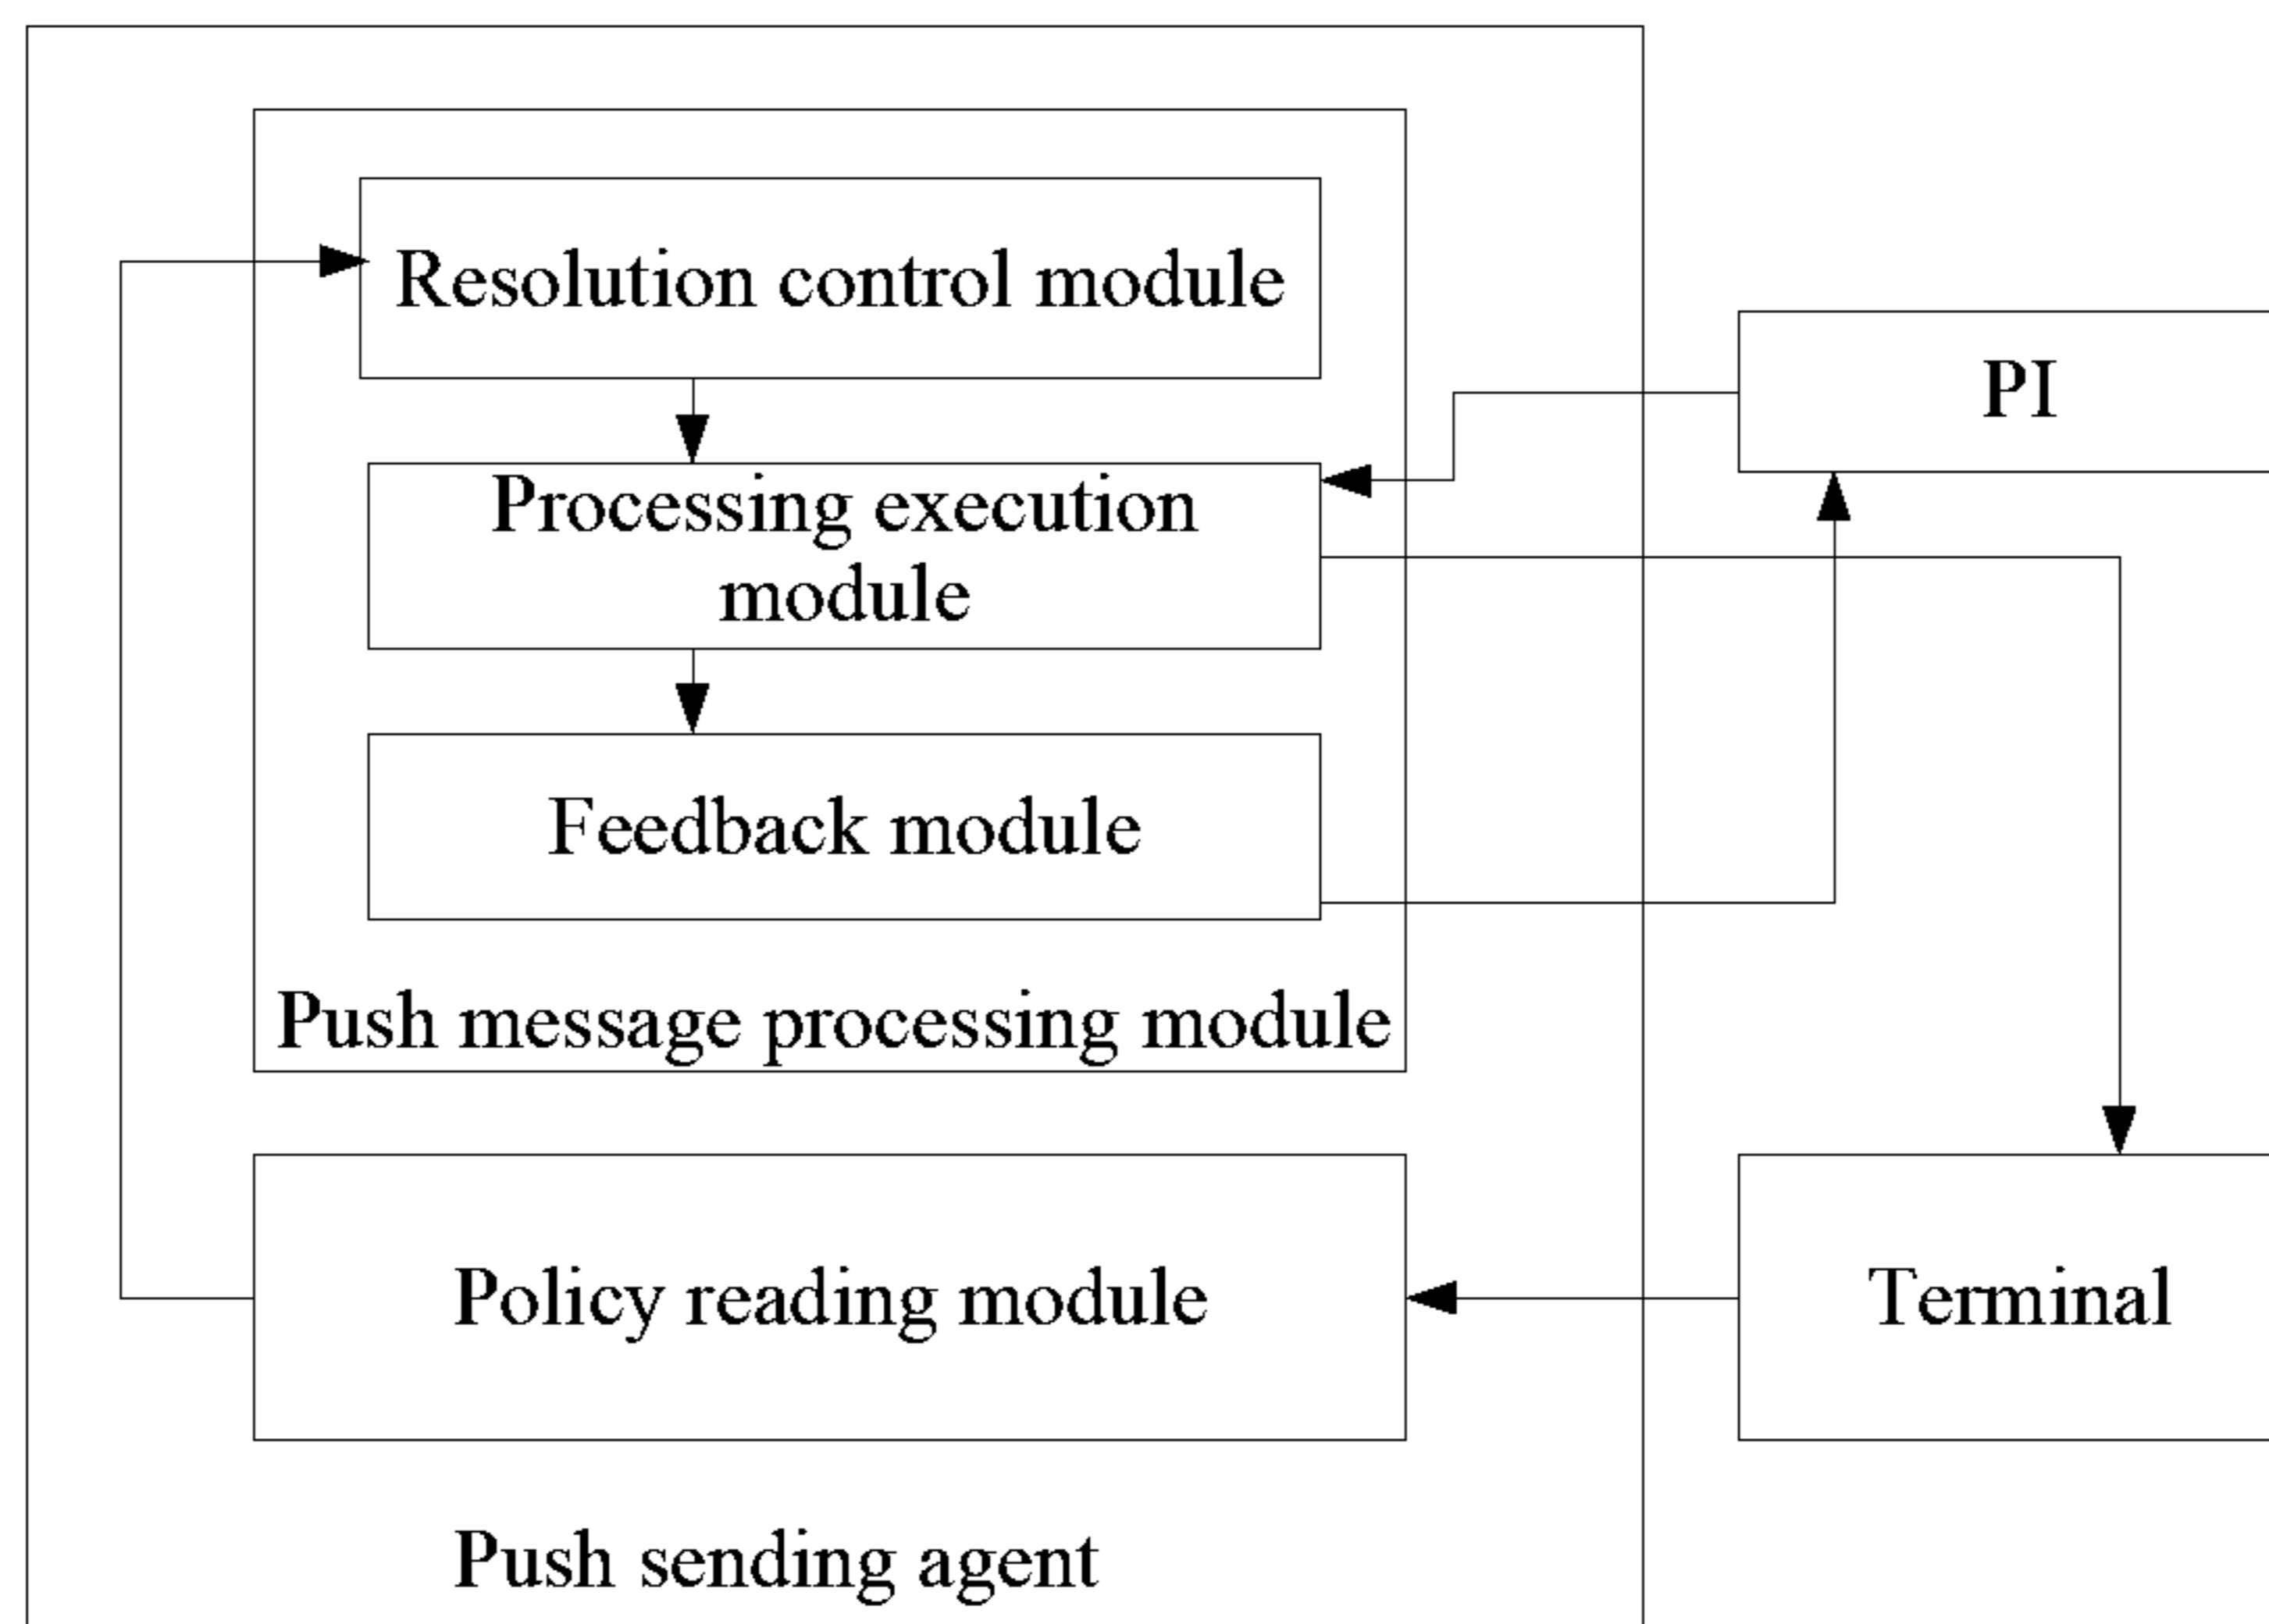 Resolution control module
PI
Processing execution
module
Feedback module
Push message processing module
Policy reading module
Terminal
Push sending agent